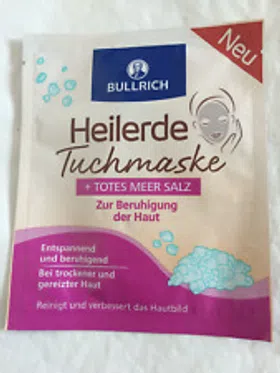 Neu
BULLRICH
Heilerde
Tuchmaske
+ TOTES MEER SALZ
Zur Beruhigung
der Haut
Entspannend
und beruhigend
Bei trockener und
gereizter Haut
Reinigt und verbessert das Hautbild